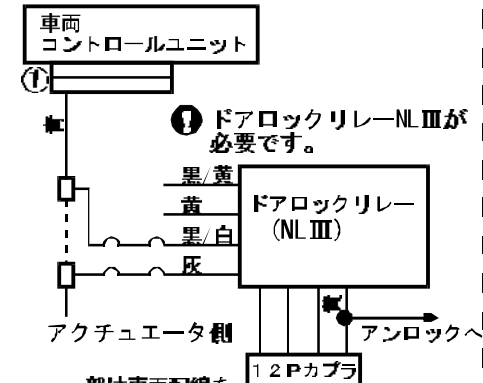 車両
コントロールユニット
①
黄
ドアロックリレーNLⅢが
必要です。
黒/黄
黄
黒/白
灰
ドアロックリレー
(NLⅢ)
黄
アクチュエータ側
アンロックへ
12Pカプラ